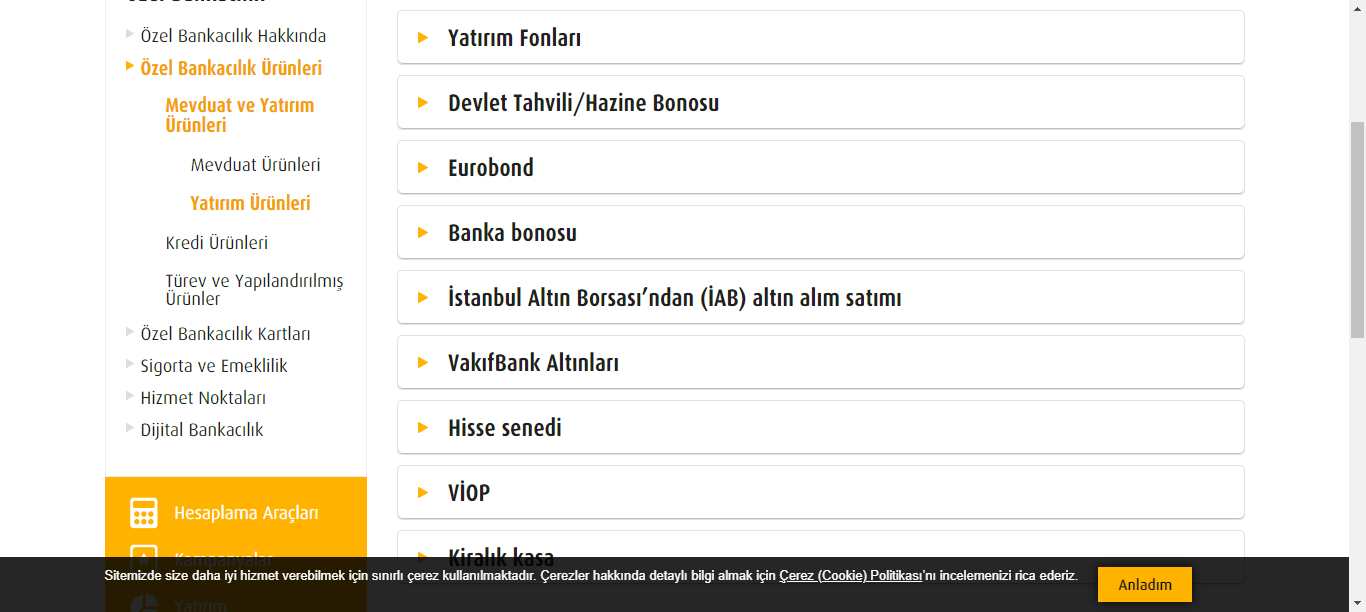 Özel Bankacılık Hakkında
Özel Bankacılık Ürünleri
Mevduat ve Yatırım
Ürünleri
Mevduat Ürünleri
Yatırım Ürünleri
Kredi Ürünleri
Türev ve Yapılandırılmış
Ürünler
Özel Bankacılık Kartları
Sigorta ve Emeklilik
Hizmet Noktaları
Dijital Bankacılık
Hesaplama Araçları
Kampanyalar
Yatırım
Yatırım Fonları
Devlet Tahvili/Hazine Bonosu
Eurobond
Banka bonosu
İstanbul Altın Borsası’ndan (İAB) altın alım satımı
VakıfBank Altınları
Hisse senedi
VİOP
Kiralık kasa
Sitemizde size daha iyi hizmet verebilmek için sınırlı çerez kullanılmaktadır. Çerezler hakkında detaylı bilgi almak için Çerez (Cookie) Politikası'nı incelemenizi rica ederiz.
Anladım